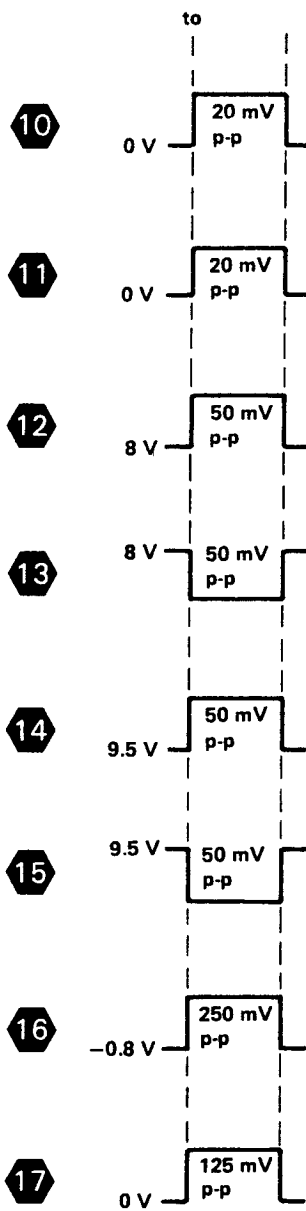 to
10
20 mV
p-p
0 V
11
20 mV
p-p
0 V
12
50 mV
p-p
8 V
8 V
13
50 mV
p-p
14
50 mV
p-p
9.5 V
9.5 V
15
50 mV
p-p
16
250 mV
p-p
−0.8 V
17
125 mV
p-p
0 V